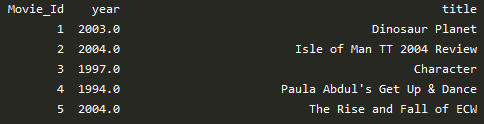 Movie_Id year title
1 2003.0 Dinosaur Planet
2 2004.0 Isle of Man TT 2004 Review
3 1997.0 Character
4 1994.0 Paula Abdul's Get Up & Dance
5 2004.0 The Rise and Fall of ECW